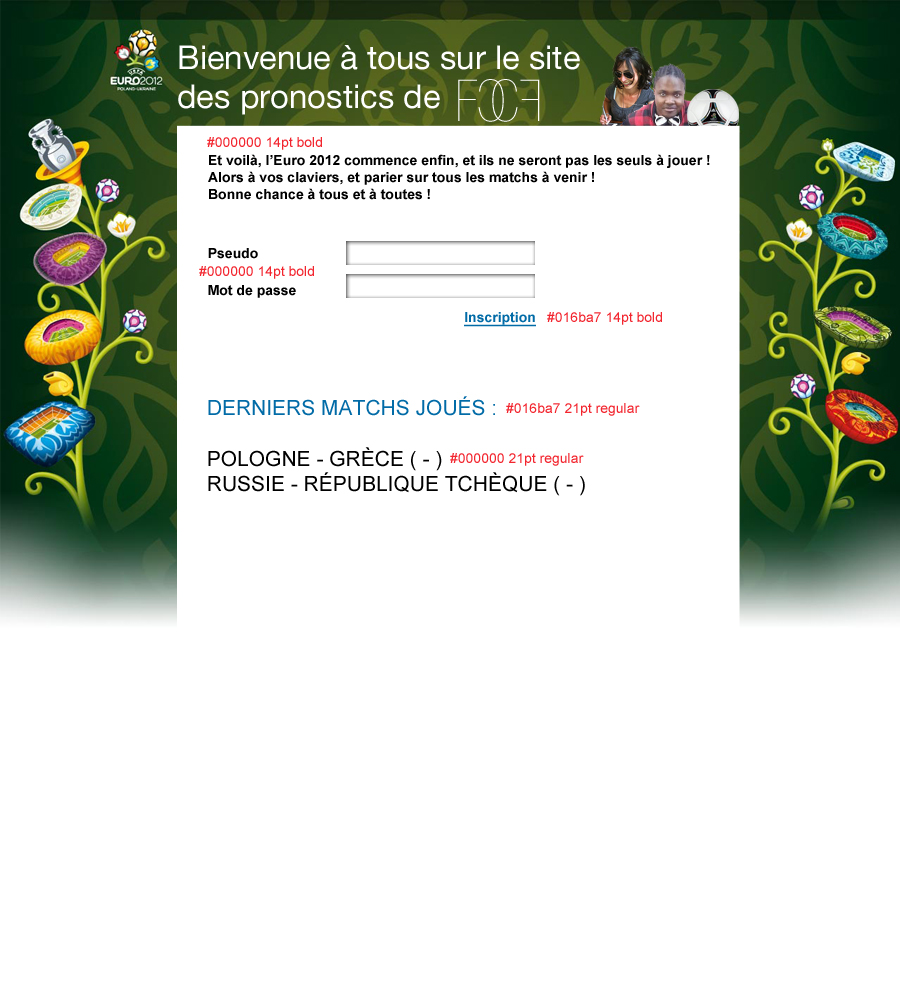 Bienvenue à tous sur le site
des pronostics de FCCF
UEFA
EURO2012
POLAND-UKRAINE
#000000 14pt bold
Et voilà, l’Euro 2012 commence enfin, et ils ne seront pas les seuls à jouer !
Alors à vos claviers, et parier sur tous les matchs à venir !
Bonne chance à tous et à toutes !
Pseudo
#000000 14pt bold
Mot de passe
Inscription #016ba7 14pt bold
DERNIERS MATCHS JOUÉS : #016ba7 21pt regular
POLOGNE - GRÈCE ( - ) #000000 21pt regular
RUSSIE - RÉPUBLIQUE TCHÈQUE ( - )